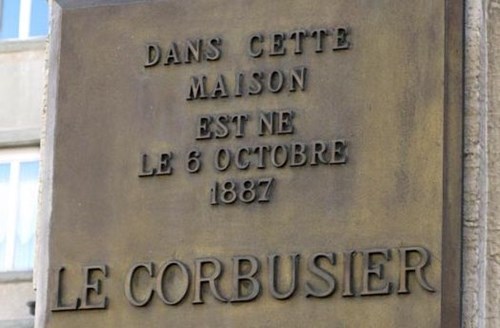 DANS CETTE
MAISON
EST NE
LE 6 OCTOBRE
1887
LE CORBUSIER